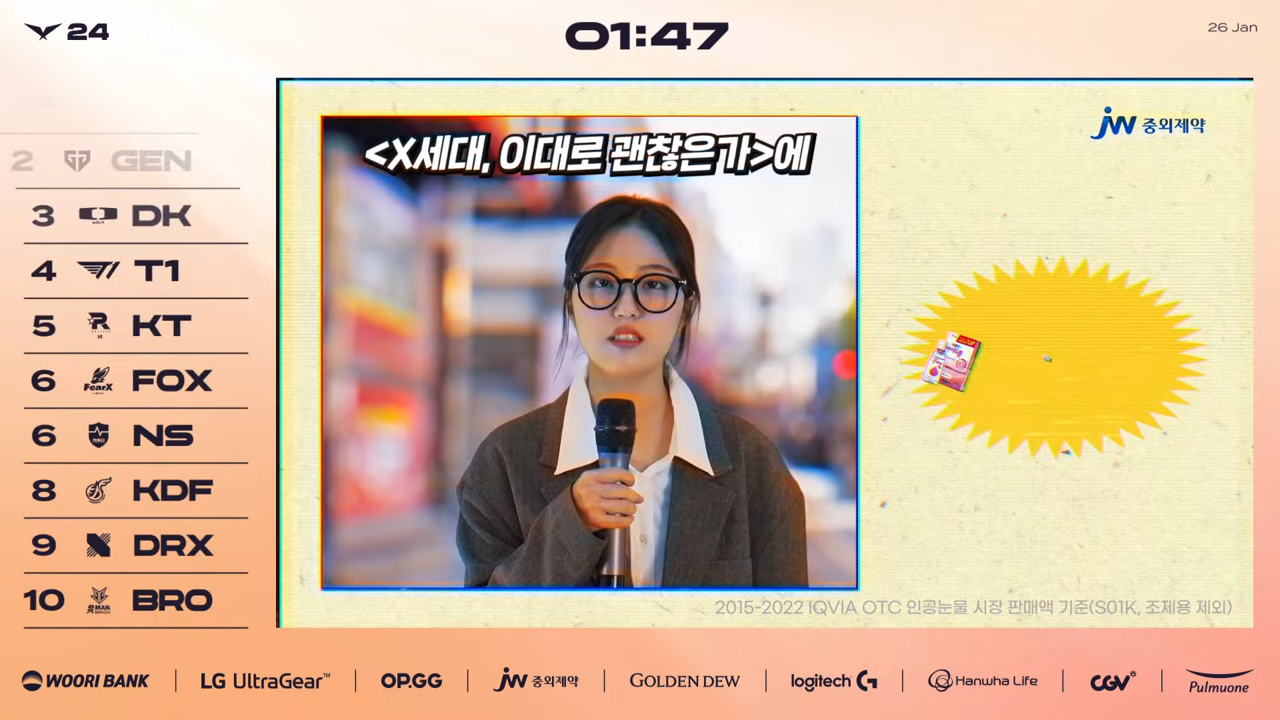 24
01:47
26 Jan
2 GEN
3 DK
4 T1
5 KT
6 FearX FOX
6 NS
8 KDF
9 DRX
10 BRO
<X세대, 이대로 괜찮은가>에
jw 중외제약
2015-2022 IQVIA OTC 인공눈물 시장 판매액 기준(S01K, 조제용 제외)
WOORI BANK
LG UltraGear™
OP.GG
jw 중외제약
GOLDEN DEW
logitech G
Hanwha Life
CGV
Pulmuone